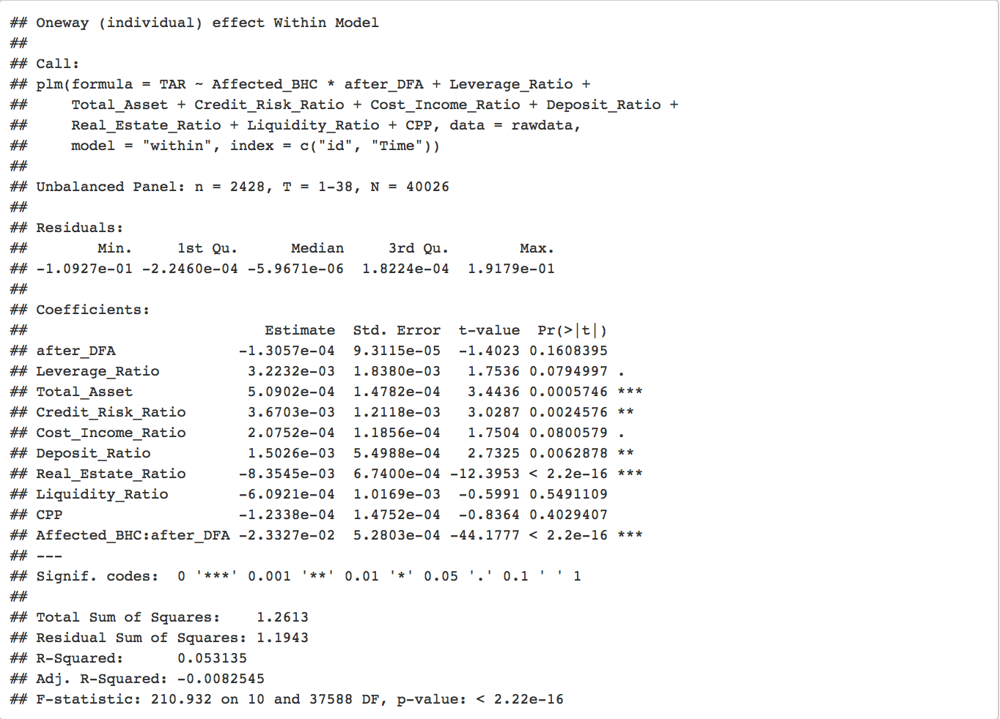 ## Oneway (individual) effect Within Model
##
## Call:
## plm(formula = TAR ~ Affected_BHC * after_DFA + Leverage_Ratio +
##     Total_Asset + Credit_Risk_Ratio + Cost_Income_Ratio + Deposit_Ratio +
##     Real_Estate_Ratio + Liquidity_Ratio + CPP, data = rawdata,
##     model = "within", index = c("id", "Time"))
##
## Unbalanced Panel: n = 2428, T = 1-38, N = 40026
##
## Residuals:
##        Min.     1st Qu.      Median     3rd Qu.        Max.
## -1.0927e-01 -2.2460e-04 -5.9671e-06  1.8224e-04  1.9179e-01
##
## Coefficients:
##                           Estimate  Std. Error  t-value  Pr(>|t|)
## after_DFA              -1.3057e-04  9.3115e-05  -1.4023 0.1608395
## Leverage_Ratio          3.2232e-03  1.8380e-03   1.7536 0.0794997 .
## Total_Asset             5.0902e-04  1.4782e-04   3.4436 0.0005746 ***
## Credit_Risk_Ratio       3.6703e-03  1.2118e-03   3.0287 0.0024576 **
## Cost_Income_Ratio       2.0752e-04  1.1856e-04   1.7504 0.0800579 .
## Deposit_Ratio           1.5026e-03  5.4988e-04   2.7325 0.0062878 **
## Real_Estate_Ratio      -8.3545e-03  6.7400e-04 -12.3953 < 2.2e-16 ***
## Liquidity_Ratio        -6.0921e-04  1.0169e-03  -0.5991 0.5491109
## CPP                    -1.2338e-04  1.4752e-04  -0.8364 0.4029407
## Affected_BHC:after_DFA -2.3327e-02  5.2803e-04 -44.1777 < 2.2e-16 ***
## ---
## Signif. codes:  0 '***' 0.001 '**' 0.01 '*' 0.05 '.' 0.1 ' ' 1
##
## Total Sum of Squares:    1.2613
## Residual Sum of Squares: 1.1943
## R-Squared:      0.053135
## Adj. R-Squared: -0.0082545
## F-statistic: 210.932 on 10 and 37588 DF, p-value: < 2.22e-16